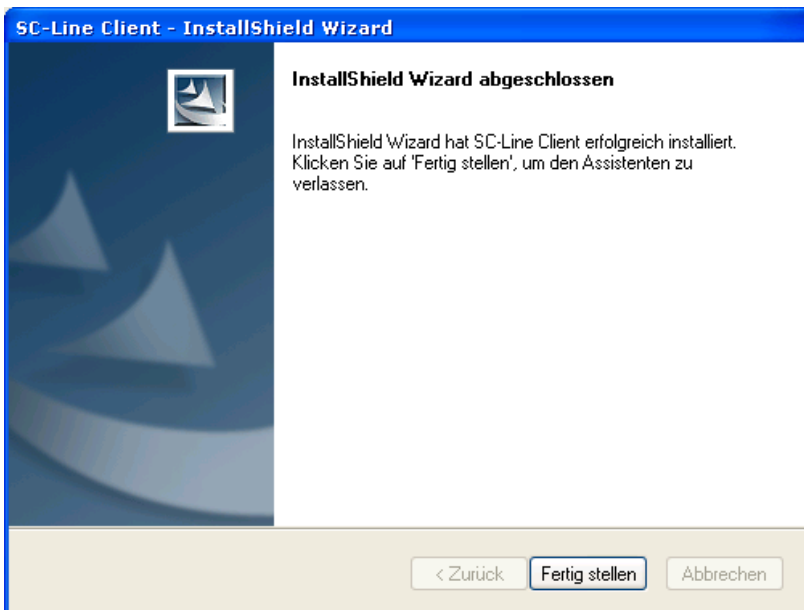 SC-Line Client - InstallShield Wizard
InstallShield Wizard abgeschlossen
InstallShield Wizard hat SC-Line Client erfolgreich installiert.
Klicken Sie auf 'Fertig stellen', um den Assistenten zu
verlassen.
< Zurück Fertig stellen Abbrechen